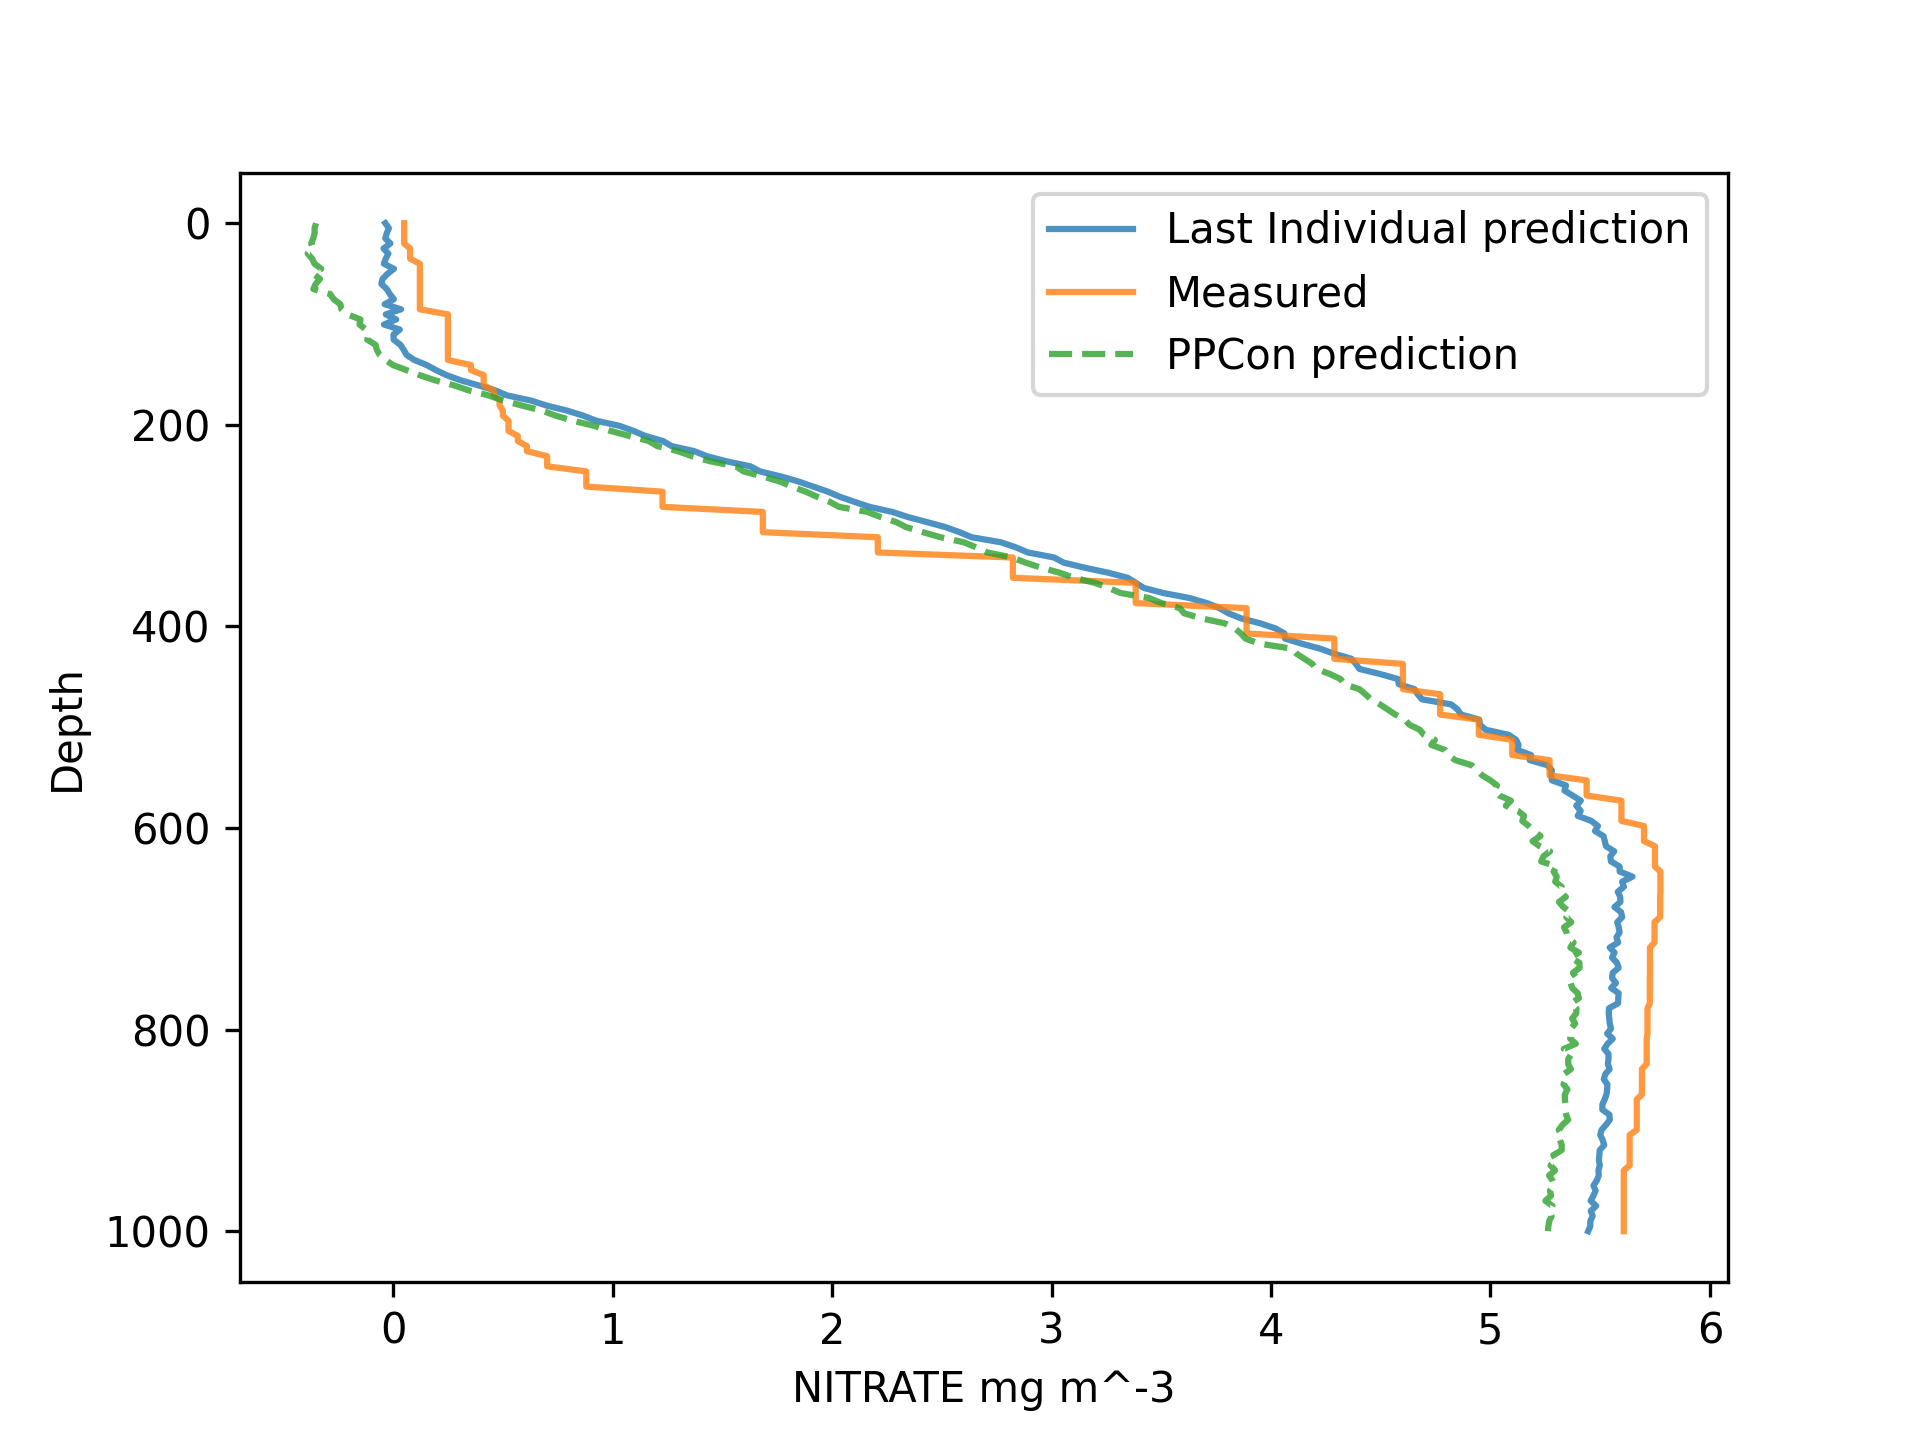 Last Individual prediction
Measured
PPCon prediction
0
200
400
600
800
1000
Depth
0 1 2 3 4 5 6
NITRATE mg m^-3